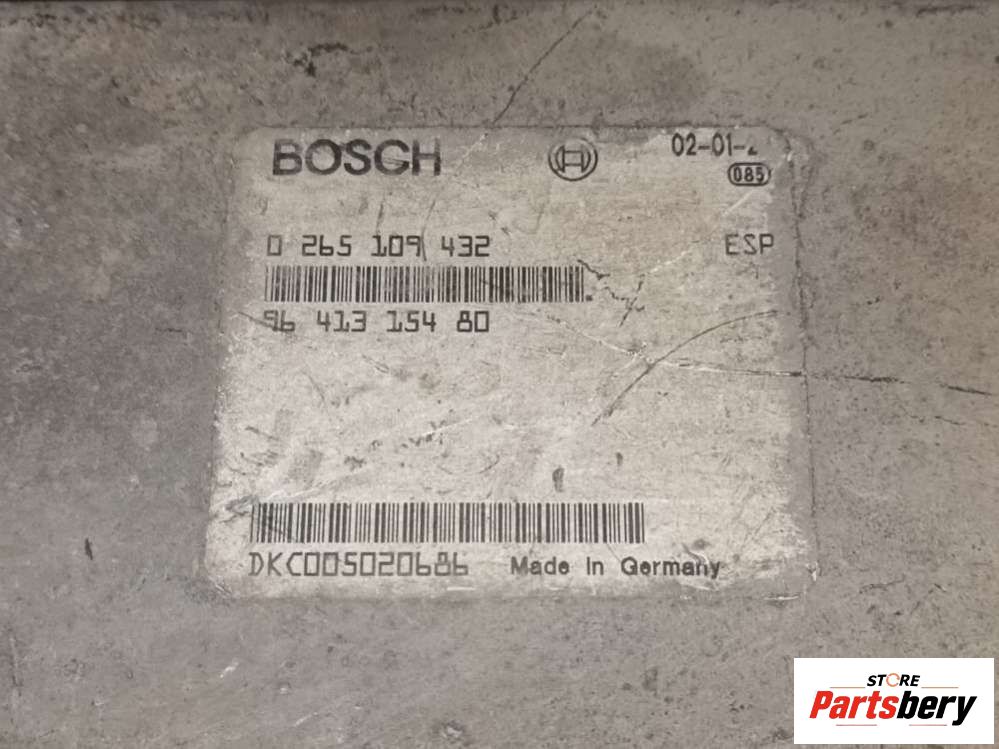 BOSCH
02-01-
085
0 265 109 432
ESP
96 413 154 80
DKC005020686 Made in Germany
STORE
Partsbery